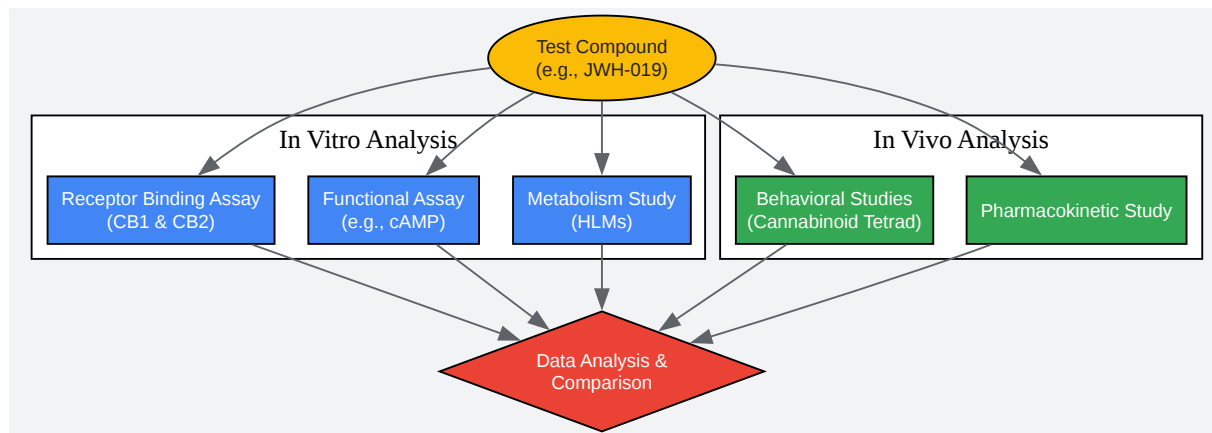 Test Compound
(e.g., JWH-019)
In Vitro Analysis
In Vivo Analysis
Receptor Binding Assay
(CB1 & CB2)
Functional Assay
(e.g., cAMP)
Metabolism Study
(HLMs)
Behavioral Studies
(Cannabinoid Tetrad)
Pharmacokinetic Study
Data Analysis &
Comparison